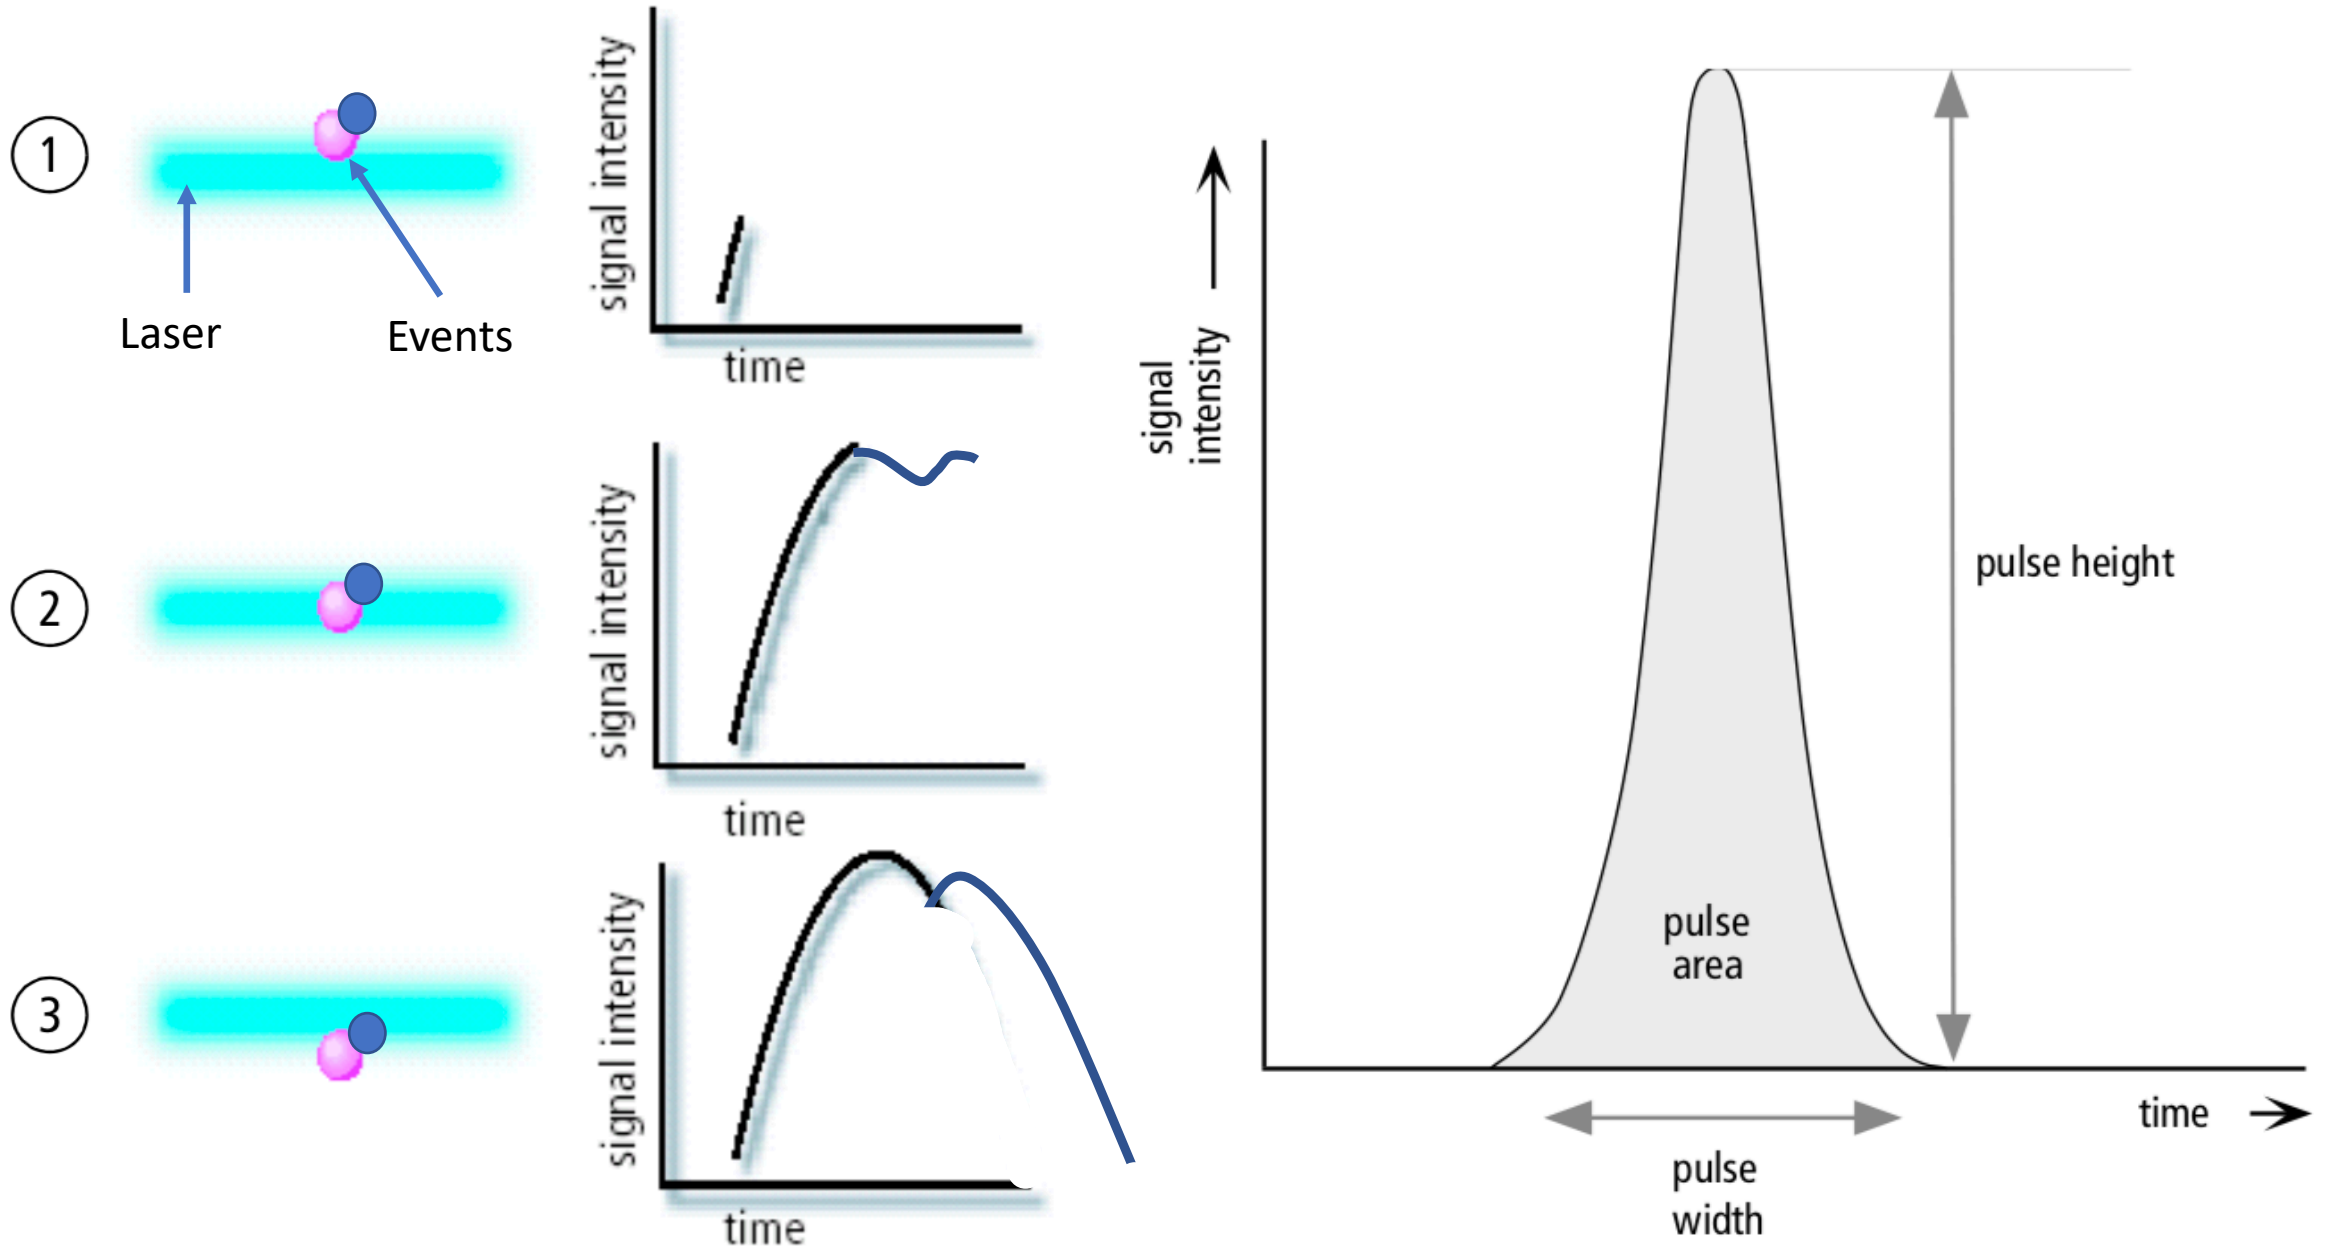 1
Laser
Events
signal intensity
time
2
signal intensity
time
3
signal intensity
time
signal
intensity
pulse height
pulse
area
time
pulse
width